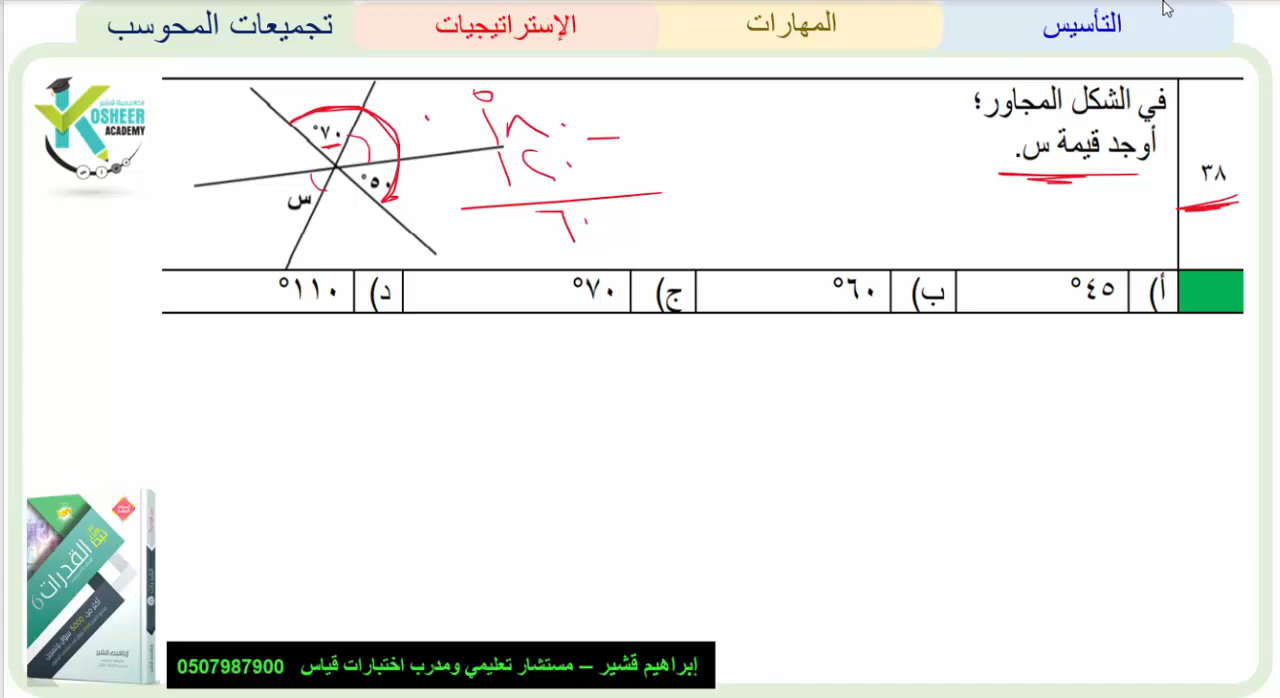 التأسيس
المهارات
الإستراتيجيات
تجميعات المحوسب
OSHEER
ACADEMY
٣٨
في الشكل المجاور؛
أوجد قيمة س.
°٧٠
°٥٠
س
١٨٠ -
١٢٠
٦٠
أ) °٤٥
ب) °٦٠
ج) °٧٠
د) °١١٠
القدرات
إبراهيم قشير – مستشار تعليمي ومدرب اختبارات قياس 0507987900